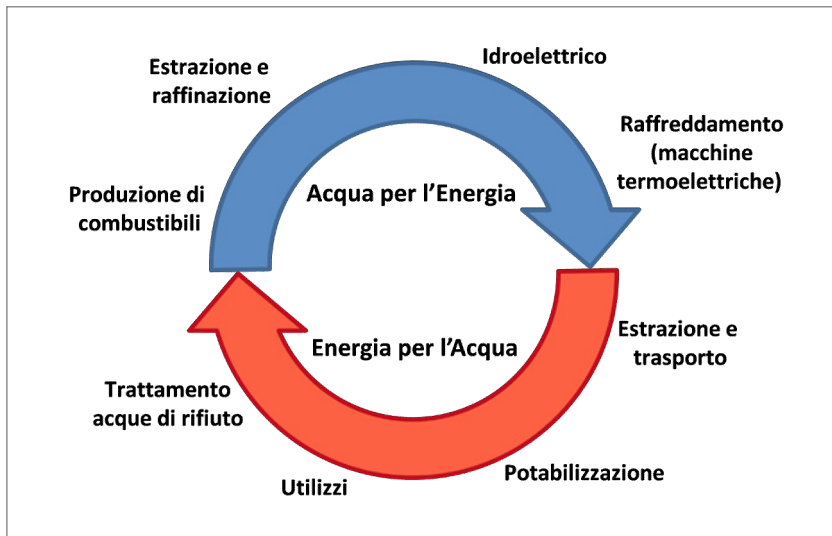 Idroelettrico
Estrazione e
raffinazione
Raffreddamento
(macchine
termoelettriche)
Produzione di
combustibili
Acqua per l’Energia
Energia per l’Acqua
Estrazione e
trasporto
Trattamento
acque di rifiuto
Potabilizzazione
Utilizzi